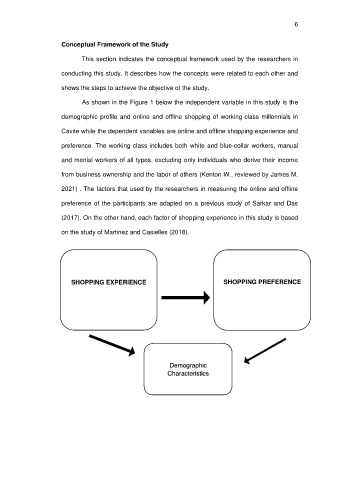 6
Conceptual Framework of the Study
This section indicates the conceptual framework used by the researchers in
conducting this study. It describes how the concepts were related to each other and
shows the steps to achieve the objective of the study.
As shown in the Figure 1 below the independent variable in this study is the
demographic profile and online and offline shopping of working-class millennials in
Cavite while the dependent variables are online and offline shopping experience and
preference. The working class includes both white and blue-collar workers, manual
and menial workers of all types, excluding only individuals who derive their income
from business ownership and the labor of others (Kenton W., reviewed by James M.
2021) . The factors that used by the researchers in measuring the online and offline
preference of the participants are adapted on a previous study of Sarkar and Das
(2017). On the other hand, each factor of shopping experience in this study is based
on the study of Martinez and Casielles (2018).
SHOPPING EXPERIENCE
SHOPPING PREFERENCE
Demographic
Characteristics